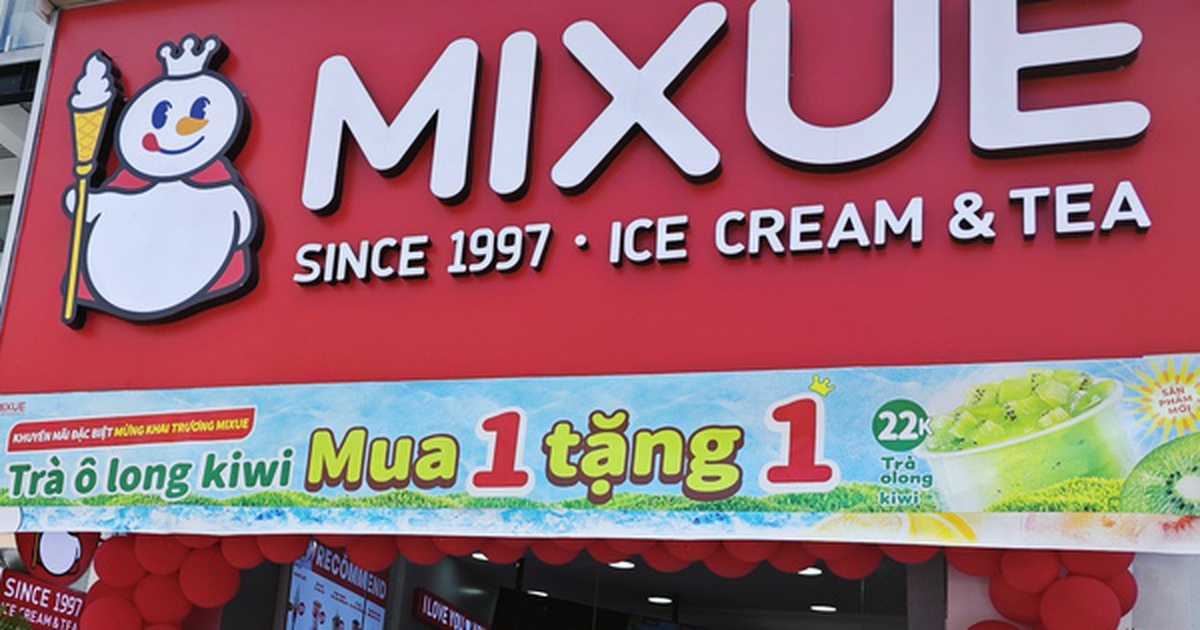 MIXUE
SINCE 1997 · ICE CREAM & TEA
MIXUE
KHUYẾN MÃI ĐẶC BIỆT MỪNG KHAI TRƯƠNG MIXUE
Trà ô long kiwi Mua 1 tặng 1
22K
Trà
olong
kiwi
SẢN
PHẨM
MỚI
RECOMMEND
I LOVE YOU
SINCE 1997
ICE CREAM & TEA